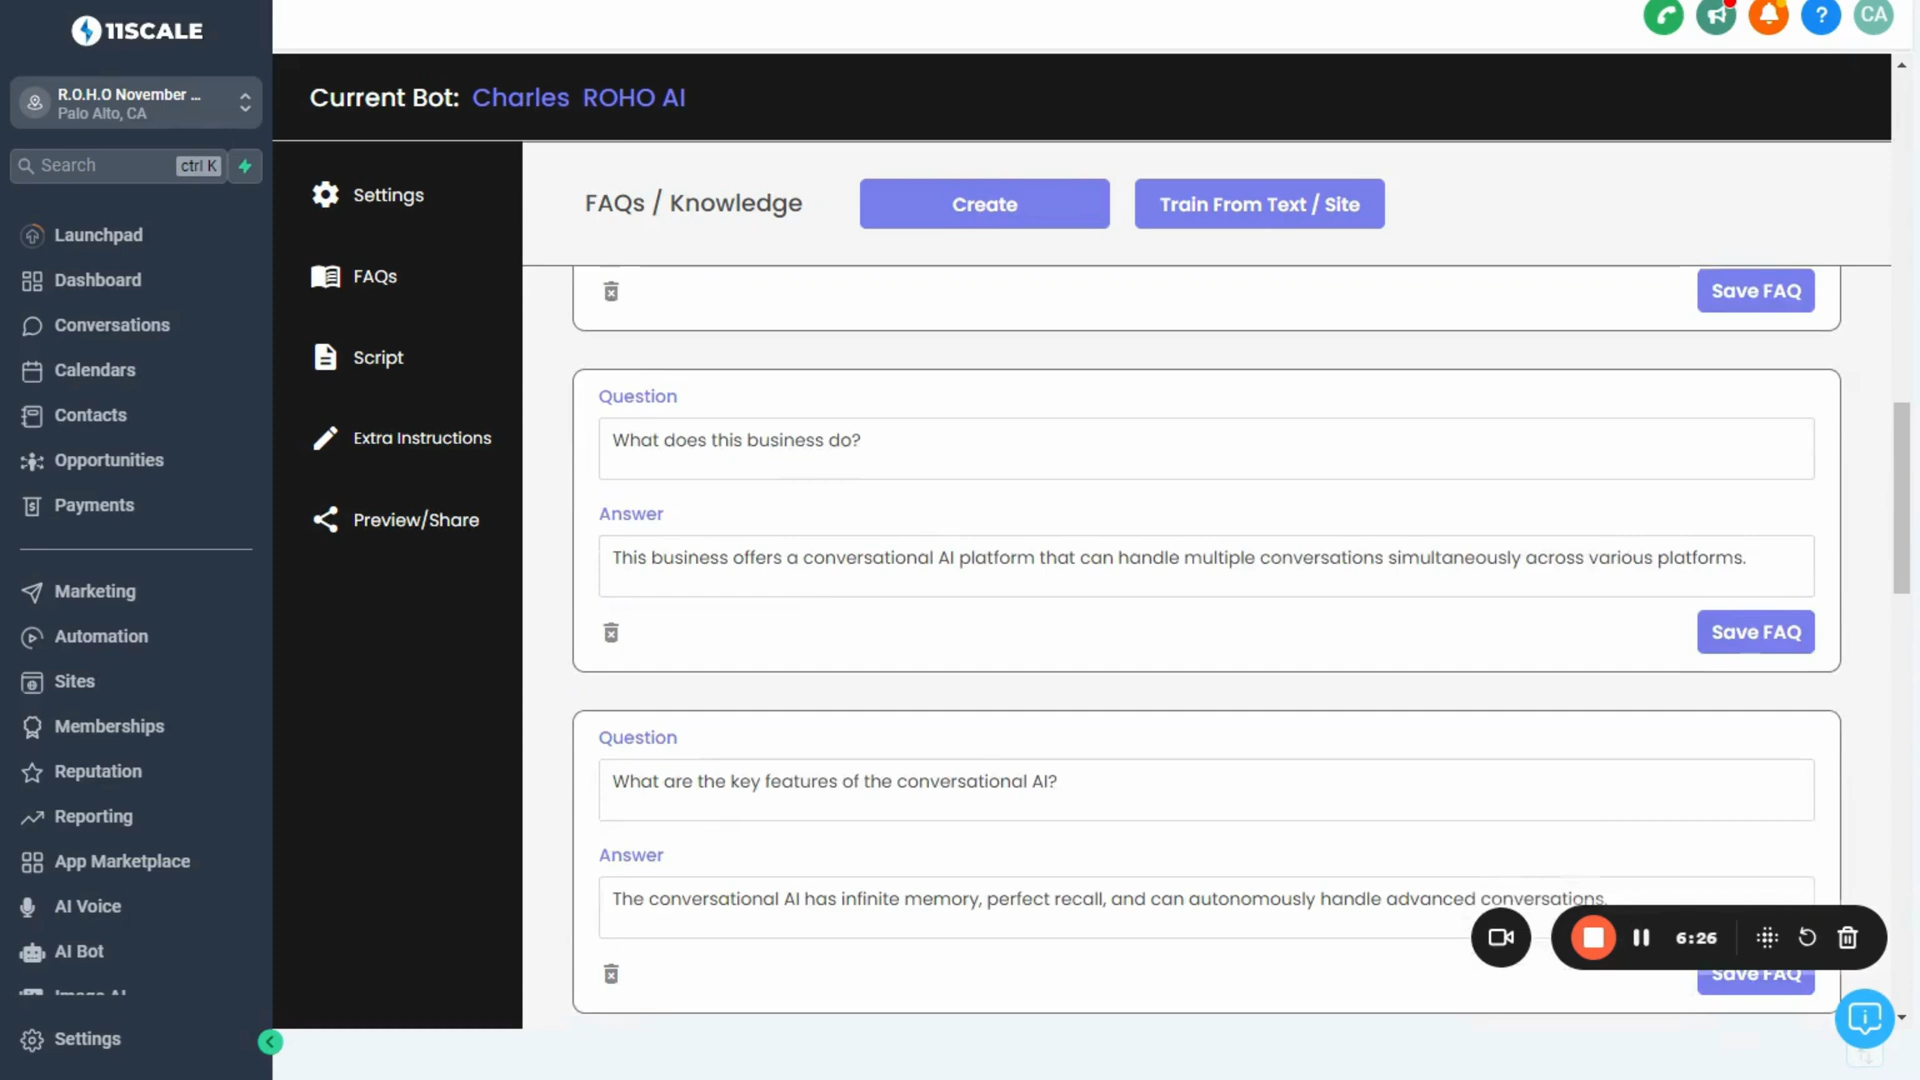 11SCALE
R.O.H.O November ...
Palo Alto, CA
Search
ctrl K
Launchpad
Dashboard
Conversations
Calendars
Contacts
Opportunities
Payments
Marketing
Automation
Sites
Memberships
Reputation
Reporting
App Marketplace
AI Voice
AI Bot
Image AI
Settings
?
CA
Current Bot: Charles ROHO AI
Settings
FAQs
Script
Extra Instructions
Preview/Share
FAQs / Knowledge
Create
Train From Text / Site
Save FAQ
Question
What does this business do?
Answer
This business offers a conversational AI platform that can handle multiple conversations simultaneously across various platforms.
Save FAQ
Question
What are the key features of the conversational AI?
Answer
The conversational AI has infinite memory, perfect recall, and can autonomously handle advanced conversations.
6:26
Save FAQ